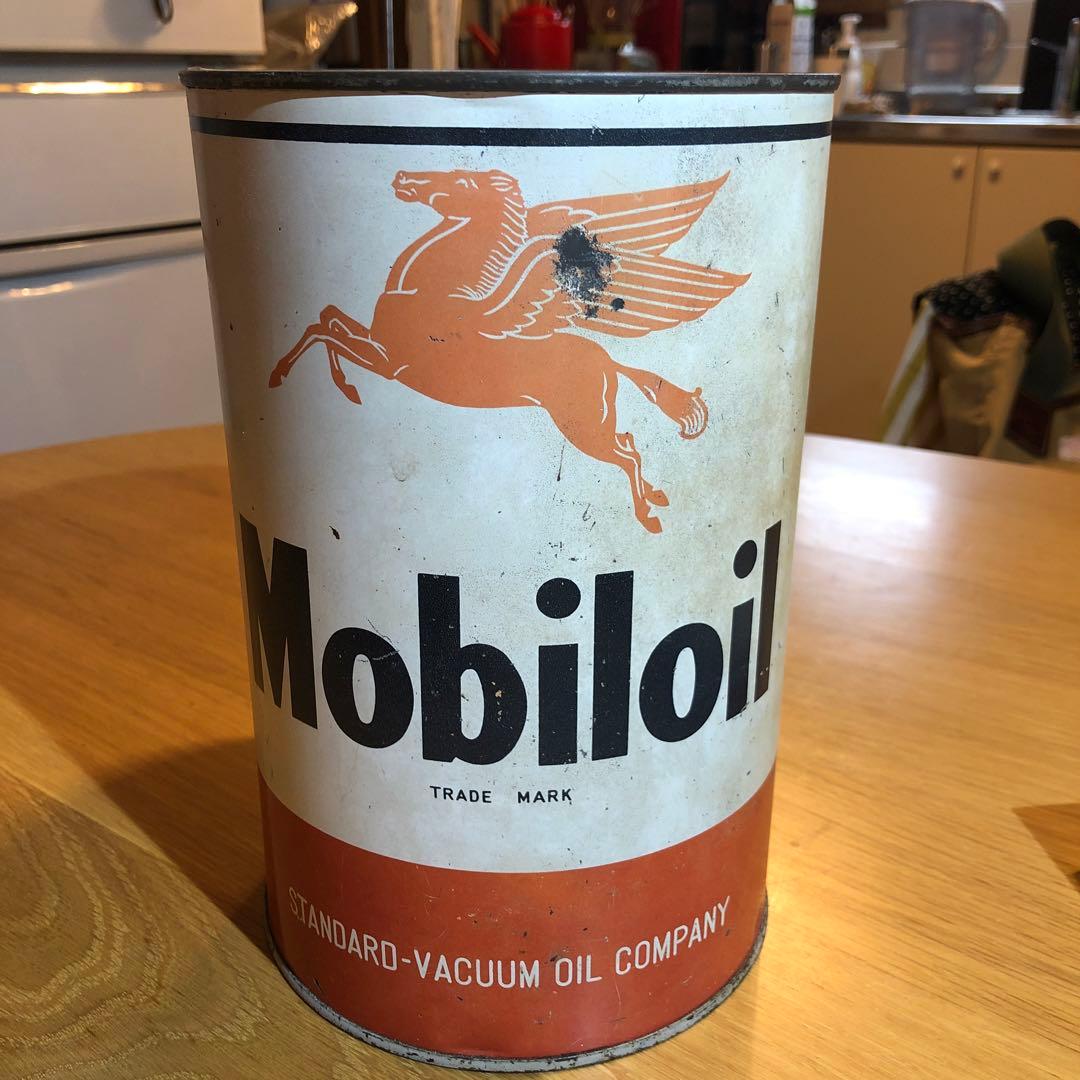 Mobiloil
TRADE MARK
STANDARD-VACUUM OIL COMPANY